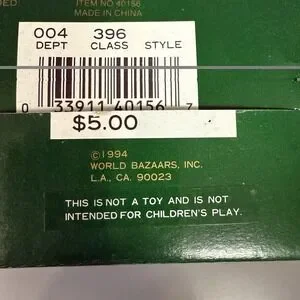 ITEM NO 40156
MADE IN CHINA
004 396
DEPT CLASS STYLE
0 33911 40156 7
$5.00
©1994
WORLD BAZAARS, INC.
L.A., CA. 90023
THIS IS NOT A TOY AND IS NOT
INTENDED FOR CHILDREN'S PLAY.